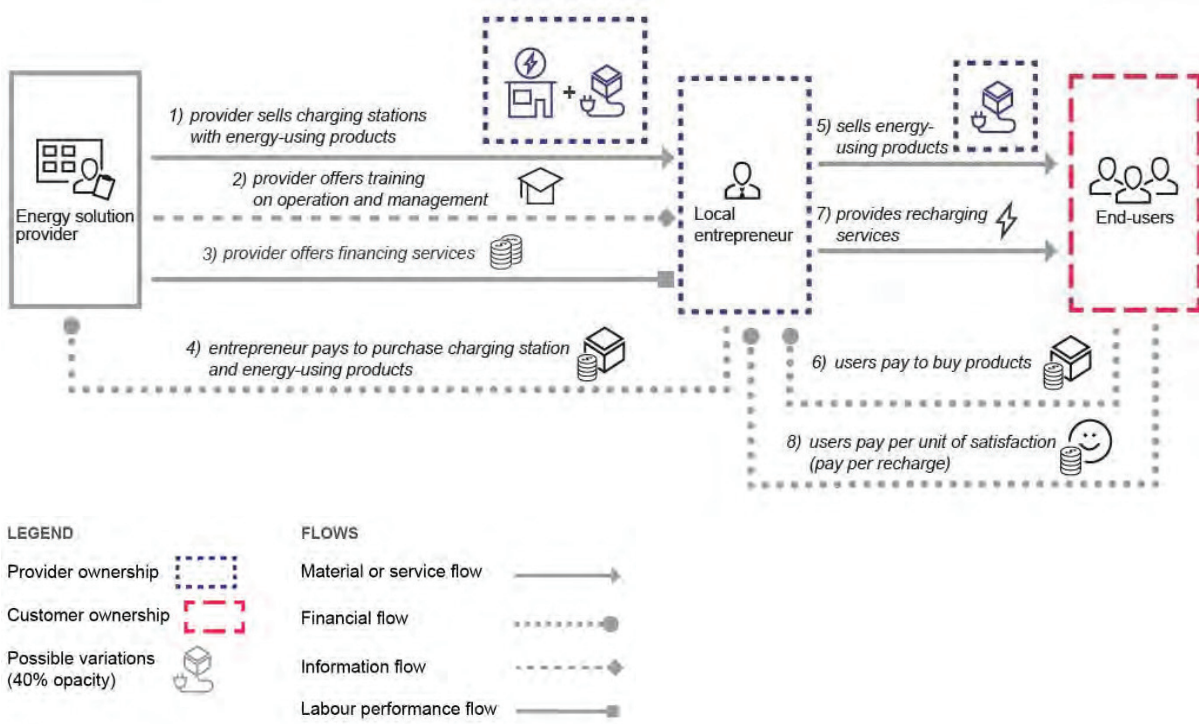 1) provider sells charging stations
with energy-using products
2) provider offers training
on operation and management
3) provider offers financing services
Energy solution
provider
4) entrepreneur pays to purchase charging station
and energy-using products
Local
entrepreneur
5) sells energy-
using products
7) provides recharging
services
End-users
6) users pay to buy products
8) users pay per unit of satisfaction
(pay per recharge)
LEGEND
Provider ownership
Customer ownership
Possible variations
(40% opacity)
FLOWS
Material or service flow
Financial flow
Information flow
Labour performance flow